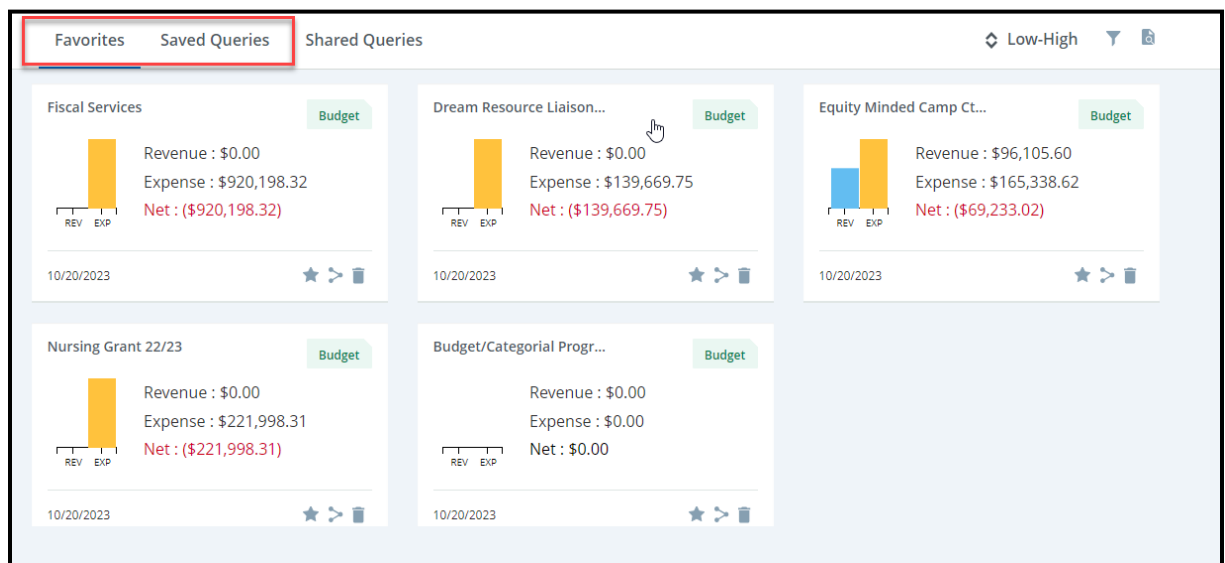 Favorites Saved Queries Shared Queries Low-High
Fiscal Services
Budget
Revenue : $0.00
Expense : $920,198.32
Net : ($920,198.32)
REV EXP
10/20/2023
Dream Resource Liaison...
Budget
Revenue : $0.00
Expense : $139,669.75
Net : ($139,669.75)
REV EXP
10/20/2023
Equity Minded Camp Ct...
Budget
Revenue : $96,105.60
Expense : $165,338.62
Net : ($69,233.02)
REV EXP
10/20/2023
Nursing Grant 22/23
Budget
Revenue : $0.00
Expense : $221,998.31
Net : ($221,998.31)
REV EXP
10/20/2023
Budget/Categorial Progr...
Budget
Revenue : $0.00
Expense : $0.00
Net : $0.00
REV EXP
10/20/2023